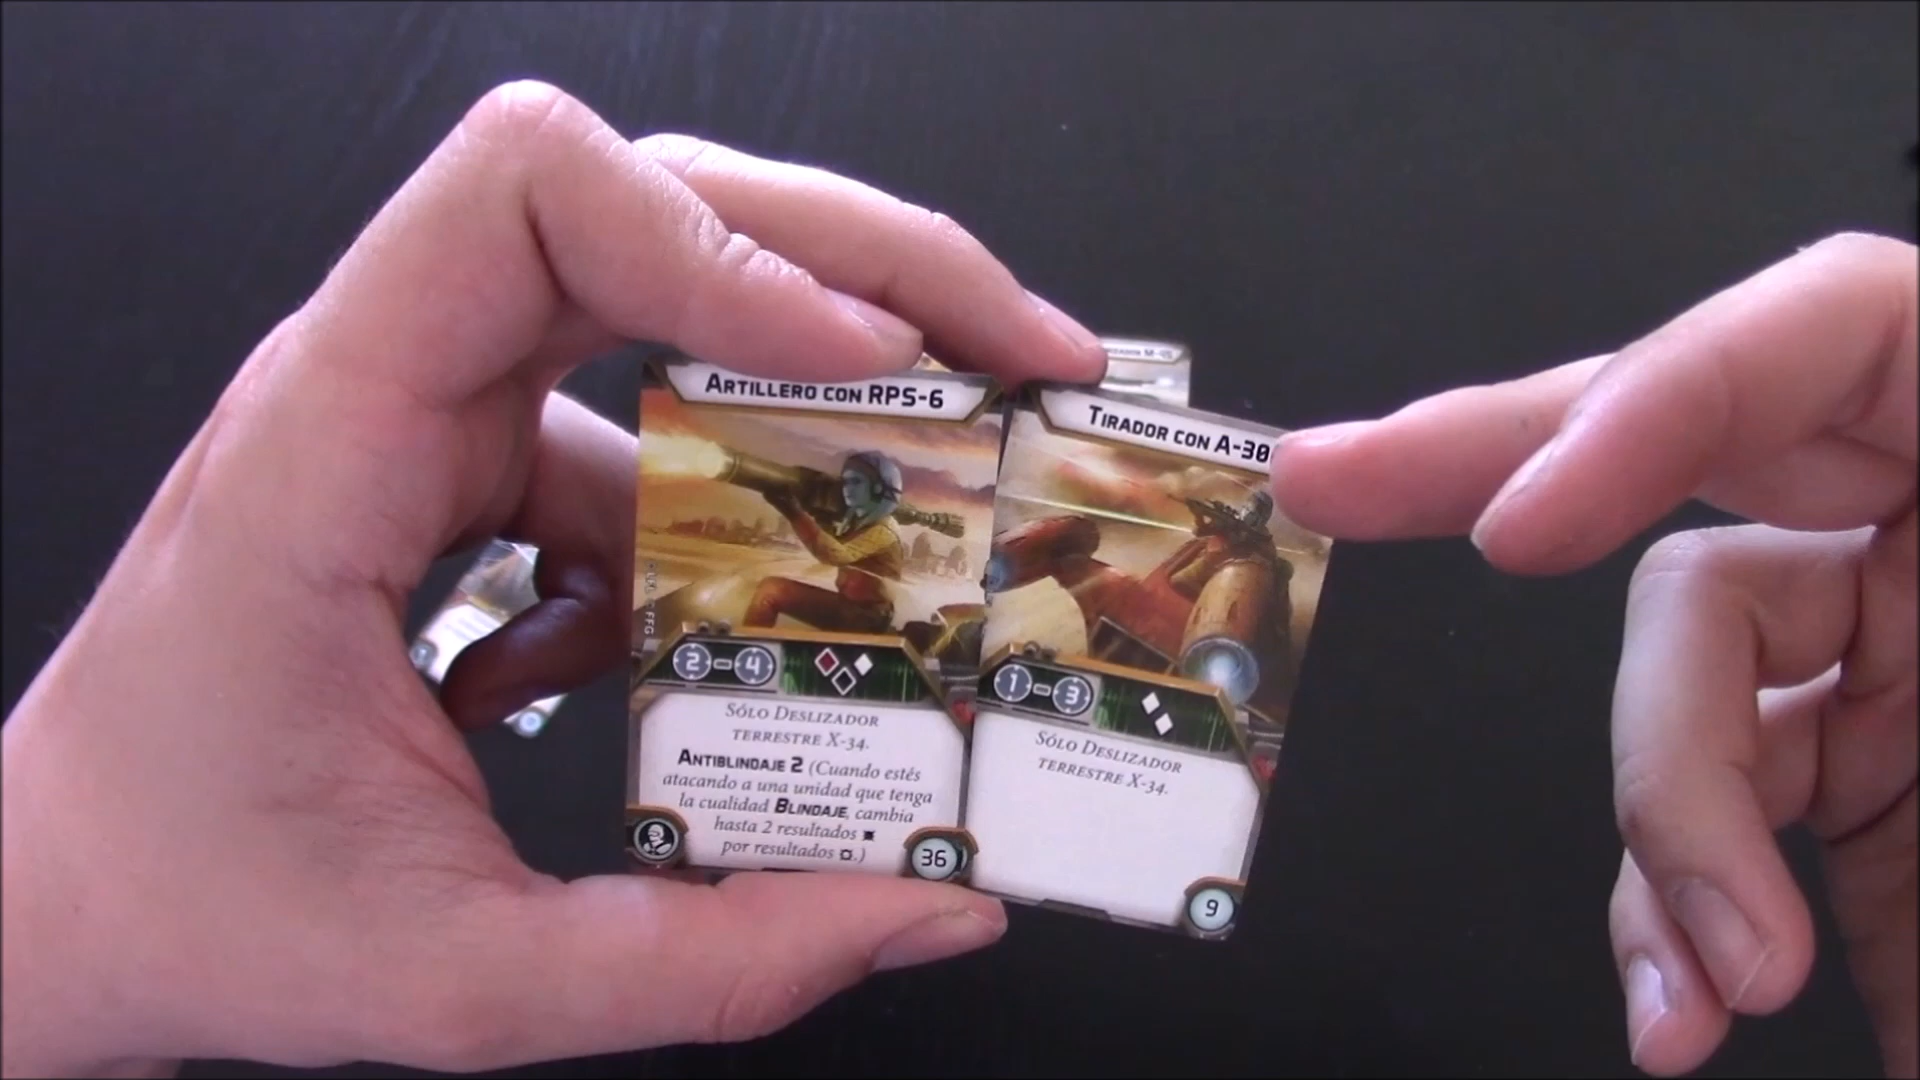 ARTILLERO CON RPS-6
2-4
SÓLO DESLIZADOR
TERRESTRE X-34.
ANTIBLINDAJE 2 (Cuando estés
atacando a una unidad que tenga
la cualidad BLINDAJE, cambia
hasta 2 resultados
por resultados .)
36
TIRADOR CON A-30
1-3
SÓLO DESLIZADOR
TERRESTRE X-34.
9